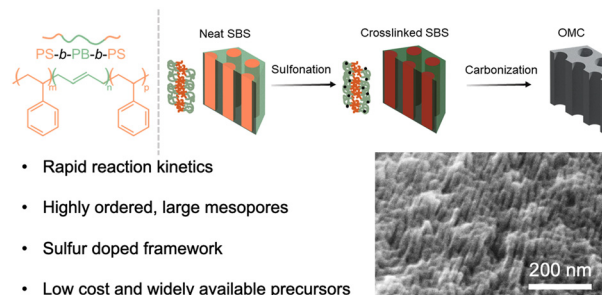 PS-b-PB-b-PS
m
n
p
Neat SBS
Sulfonation
Crosslinked SBS
Carbonization
OMC
• Rapid reaction kinetics
• Highly ordered, large mesopores
• Sulfur doped framework
• Low cost and widely available precursors
200 nm